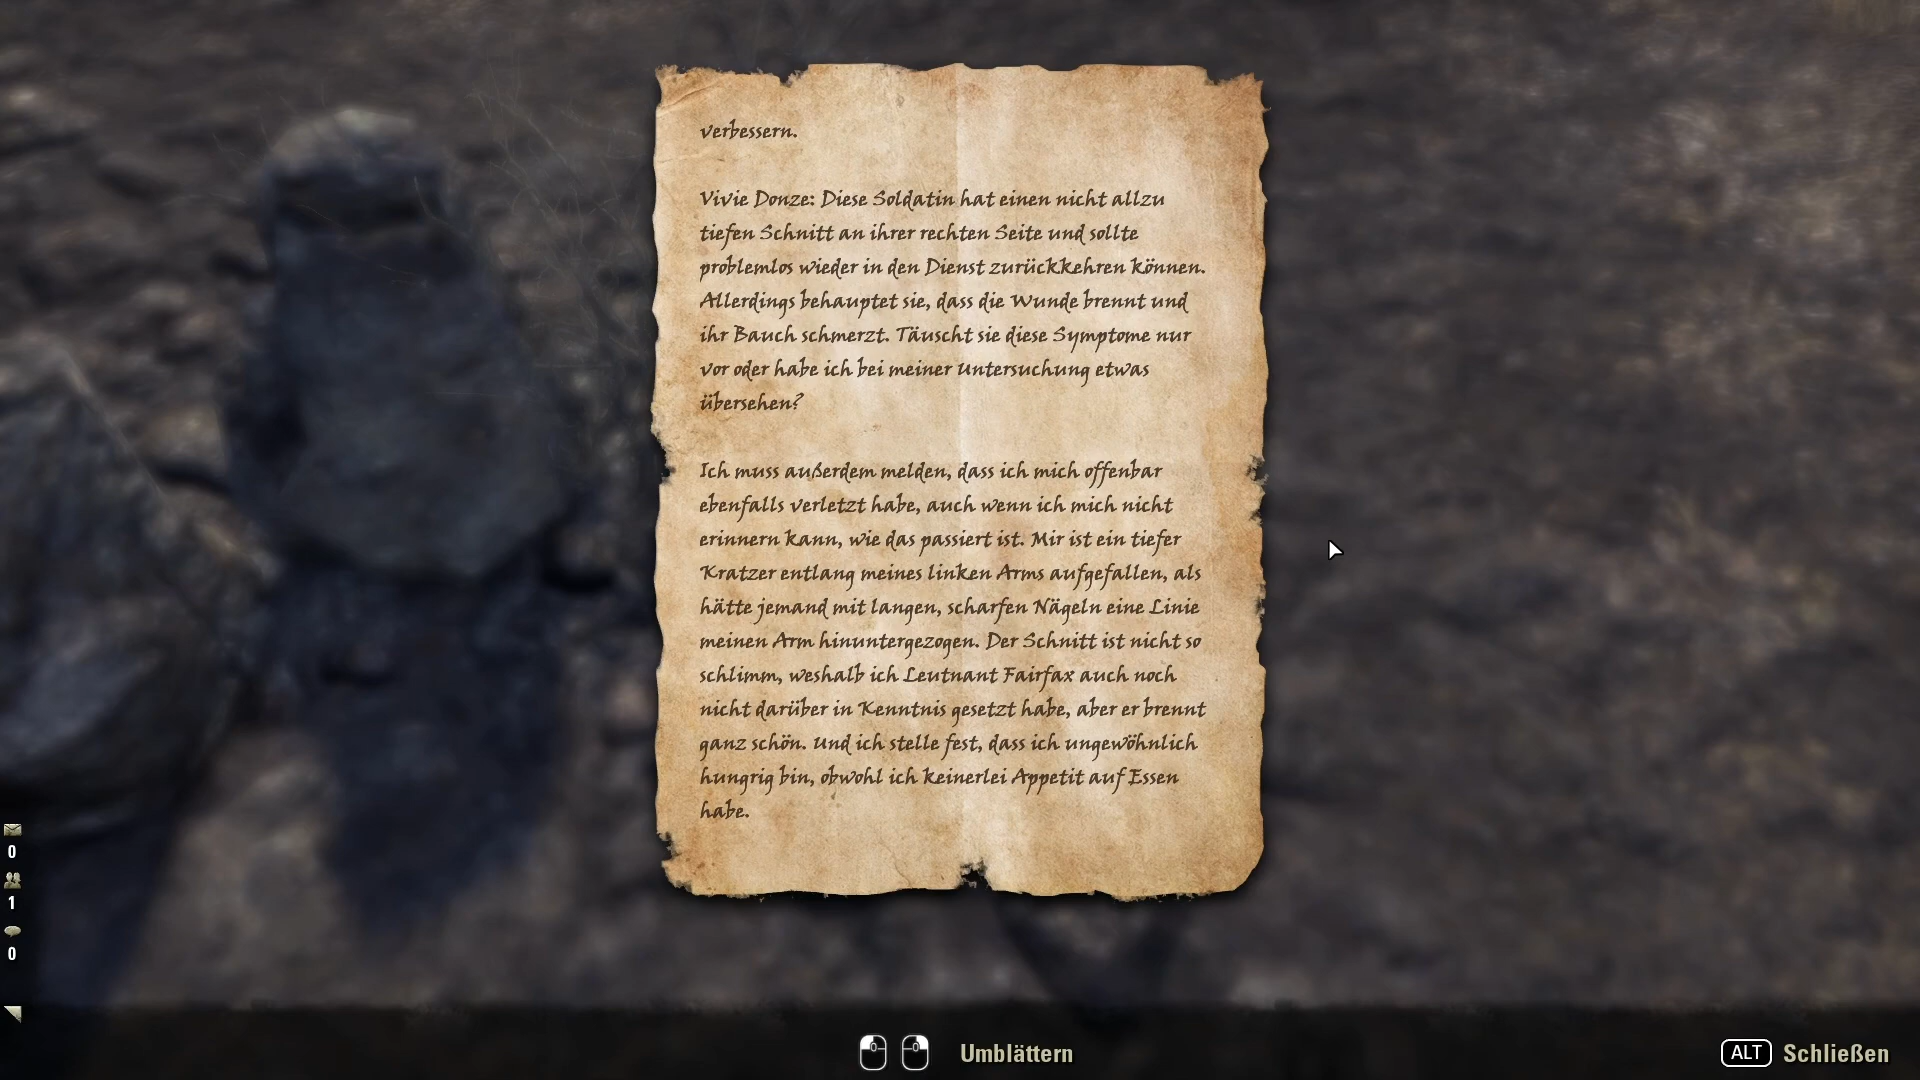 verbessern.
Vivie Donze: Diese Soldatin hat einen nicht allzu
tiefen Schnitt an ihrer rechten Seite und sollte
problemlos wieder in den Dienst zurückkehren können.
Allerdings behauptet sie, dass die Wunde brennt und
ihr Bauch schmerzt. Täuscht sie diese Symptome nur
vor oder habe ich bei meiner Untersuchung etwas
übersehen?
Ich muss außerdem melden, dass ich mich offenbar
ebenfalls verletzt habe, auch wenn ich mich nicht
erinnern kann, wie das passiert ist. Mir ist ein tiefer
Kratzer entlang meines linken Arms aufgefallen, als
hätte jemand mit langen, scharfen Nägeln eine Linie
meinen Arm hinuntergezogen. Der Schnitt ist nicht so
schlimm, weshalb ich Leutnant Fairfax auch noch
nicht darüber in Kenntnis gesetzt habe, aber er brennt
ganz schön. Und ich stelle fest, dass ich ungewöhnlich
hungrig bin, obwohl ich keinerlei Appetit auf Essen
habe.
0
1
0
Umblättern
ALT Schließen